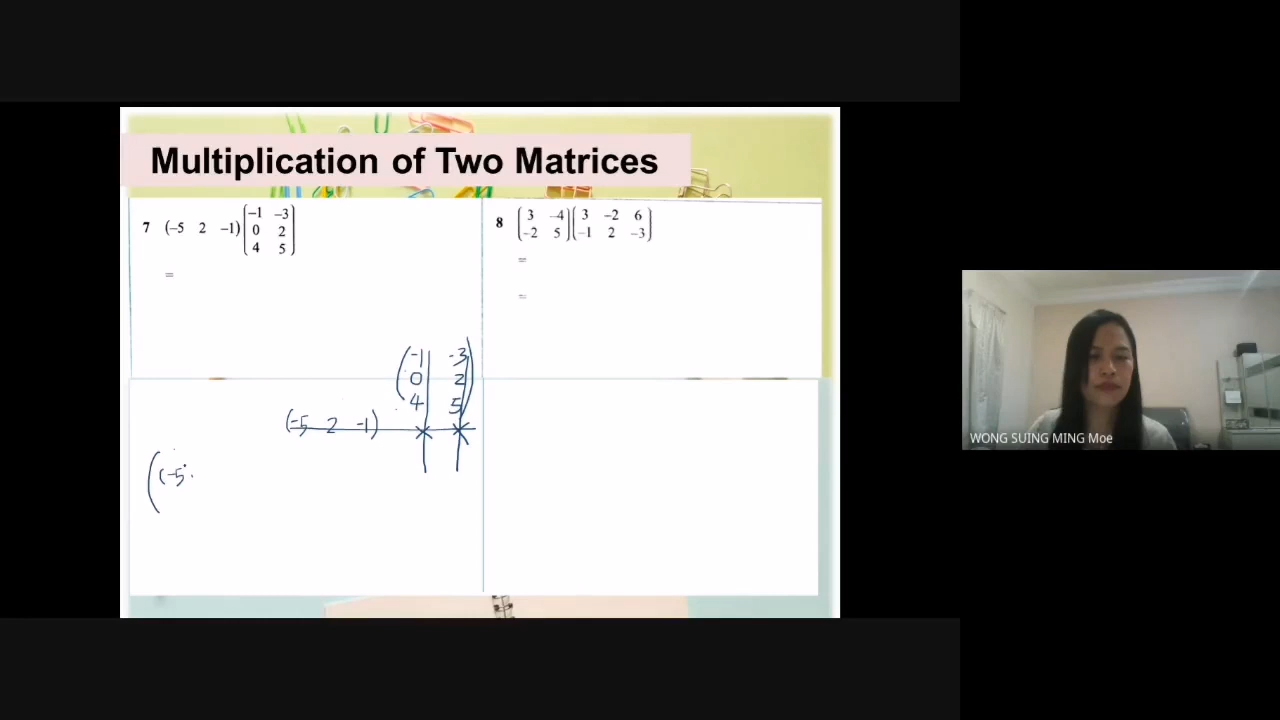 Multiplication of Two Matrices
7 (−5 2 −1) (−1 −3
0 2
4 5)
=
8 (3 −4 (3 −2 6
−2 5) −1 2 −3)
=
=
(-1 -3
0 2
4 5)
(-5 2 -1)
((-5
WONG SUING MING Moe